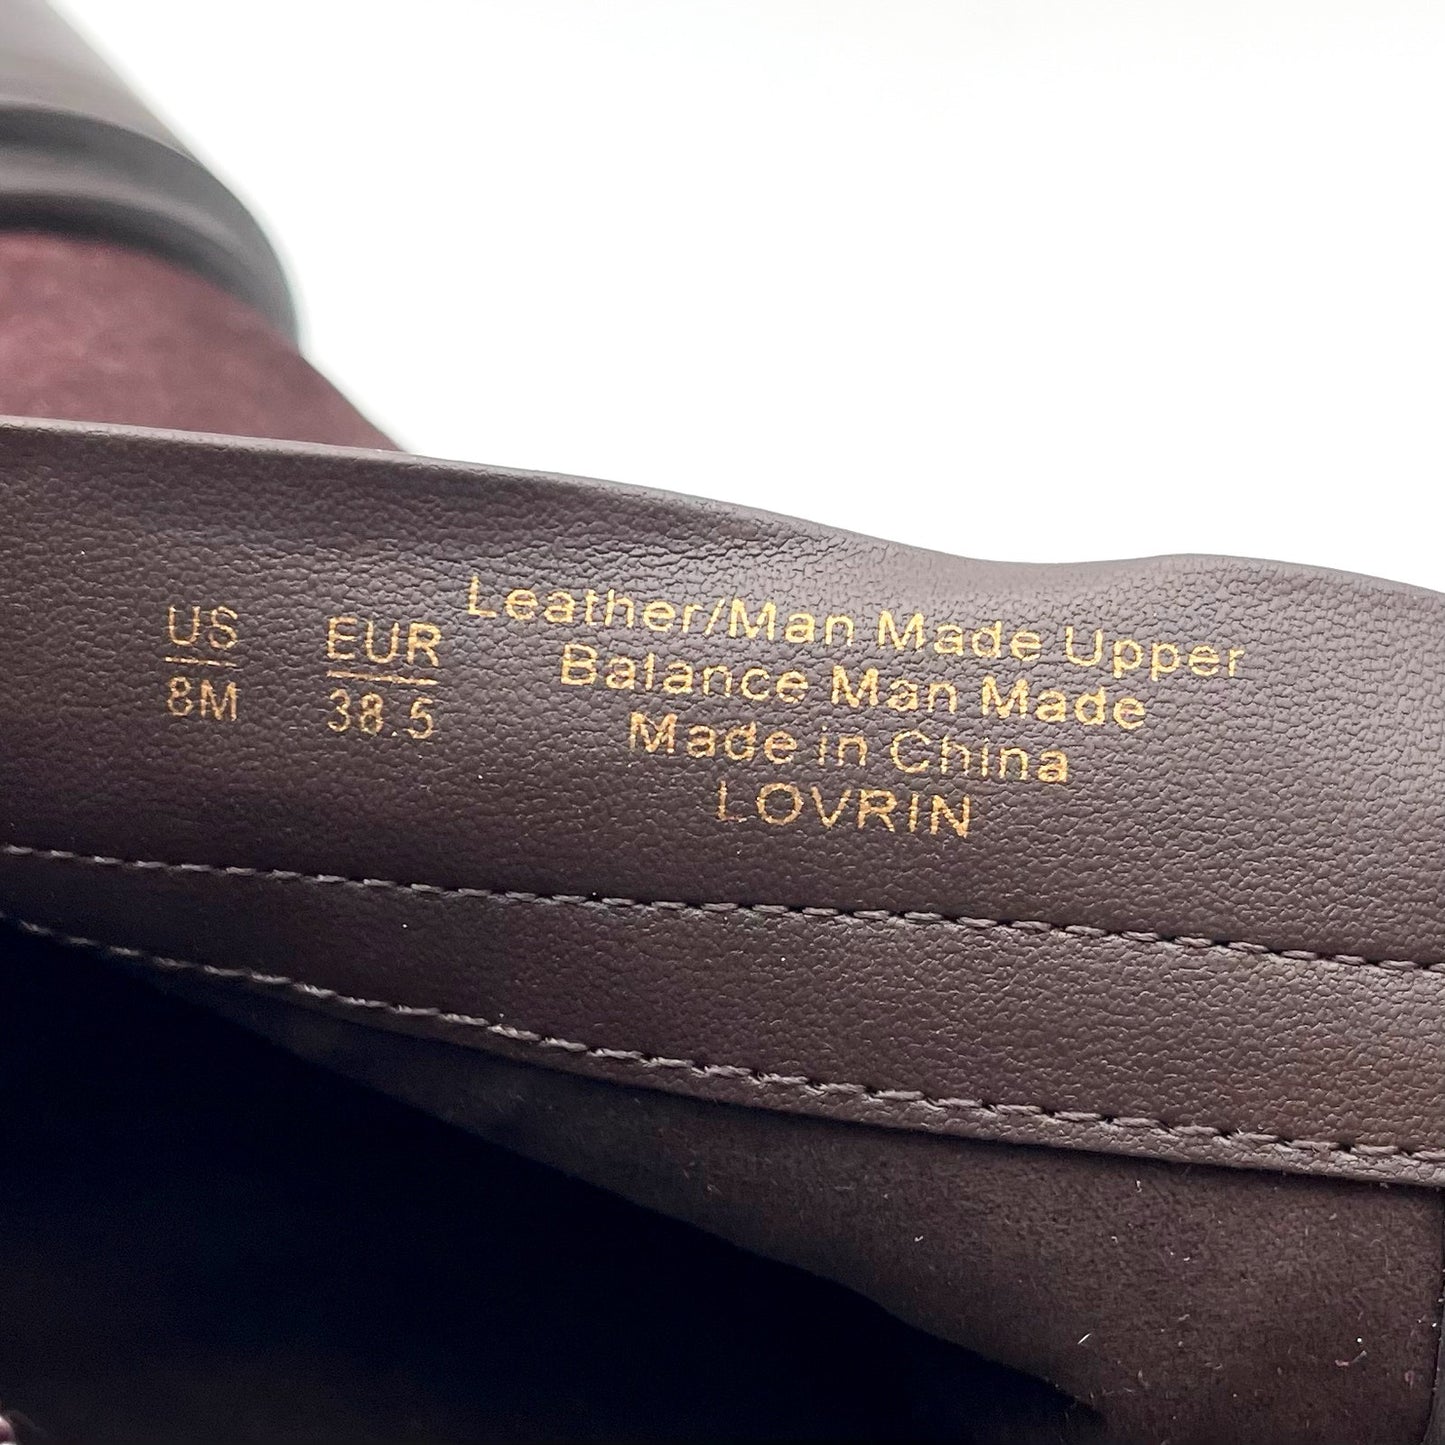 US
8M
EUR
38.5
Leather/Man Made Upper
Balance Man Made
Made in China
LOVRIN